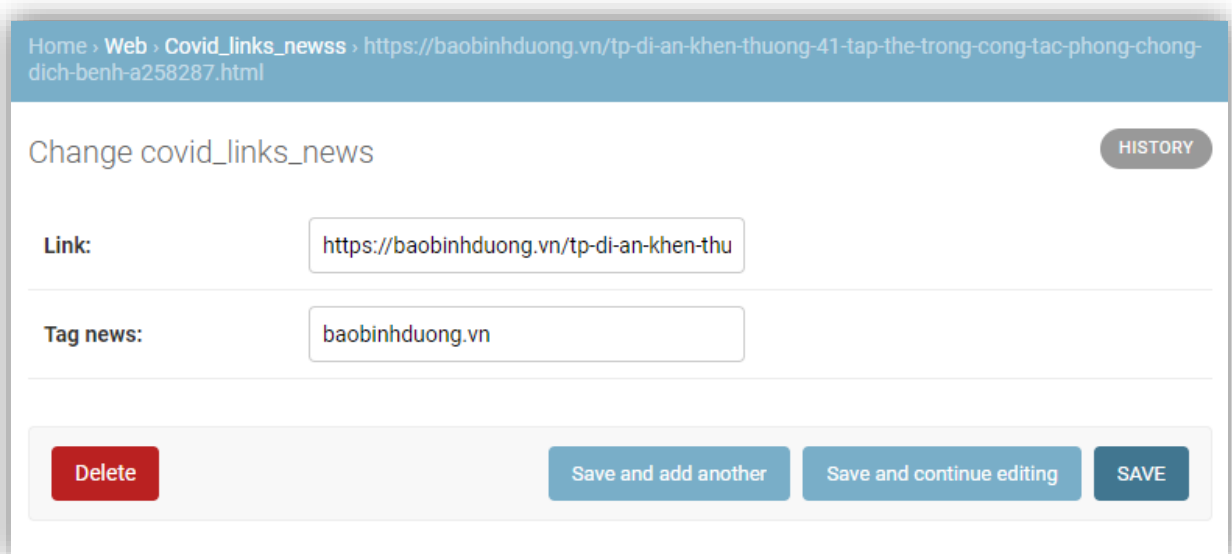 Home › Web › Covid_links_newss › https://baobinhduong.vn/tp-di-an-khen-thuong-41-tap-the-trong-cong-tac-phong-chong-
dich-benh-a258287.html
Change covid_links_news
HISTORY
Link:
https://baobinhduong.vn/tp-di-an-khen-thu
Tag news:
baobinhduong.vn
Delete
Save and add another
Save and continue editing
SAVE